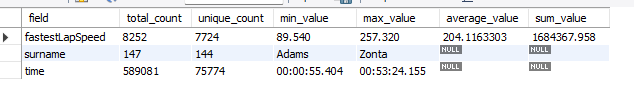 field total_count unique_count min_value max_value average_value sum_value
fastestLapSpeed 8252 7724 89.540 257.320 204.1163303 1684367.958
surname 147 144 Adams Zonta NULL NULL
time 589081 75774 00:00:55.404 00:53:24.155 NULL NULL